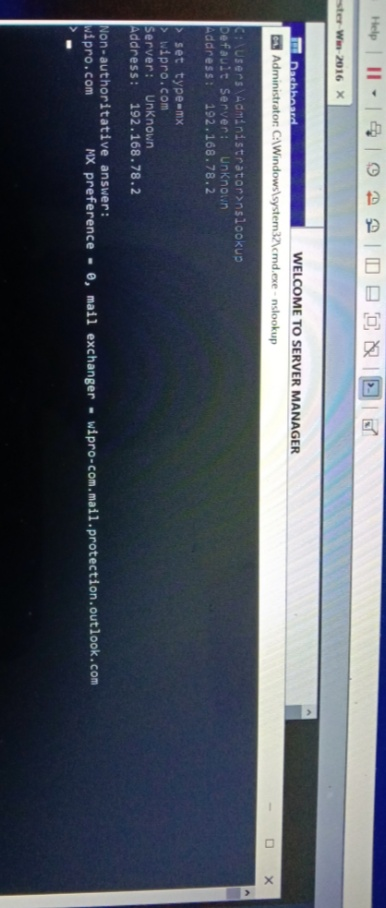 Help
ster Win-2016 ×
Dashboard
WELCOME TO SERVER MANAGER
Administrator: C:\Windows\system32\cmd.exe - nslookup
C:\Users\Administrator>nslookup
Default Server:  UnKnown
Address:  192.168.78.2
> set type=mx
> wipro.com
Server:  UnKnown
Address:  192.168.78.2
Non-authoritative answer:
wipro.com       MX preference = 0, mail exchanger = wipro-com.mail.protection.outlook.com
>